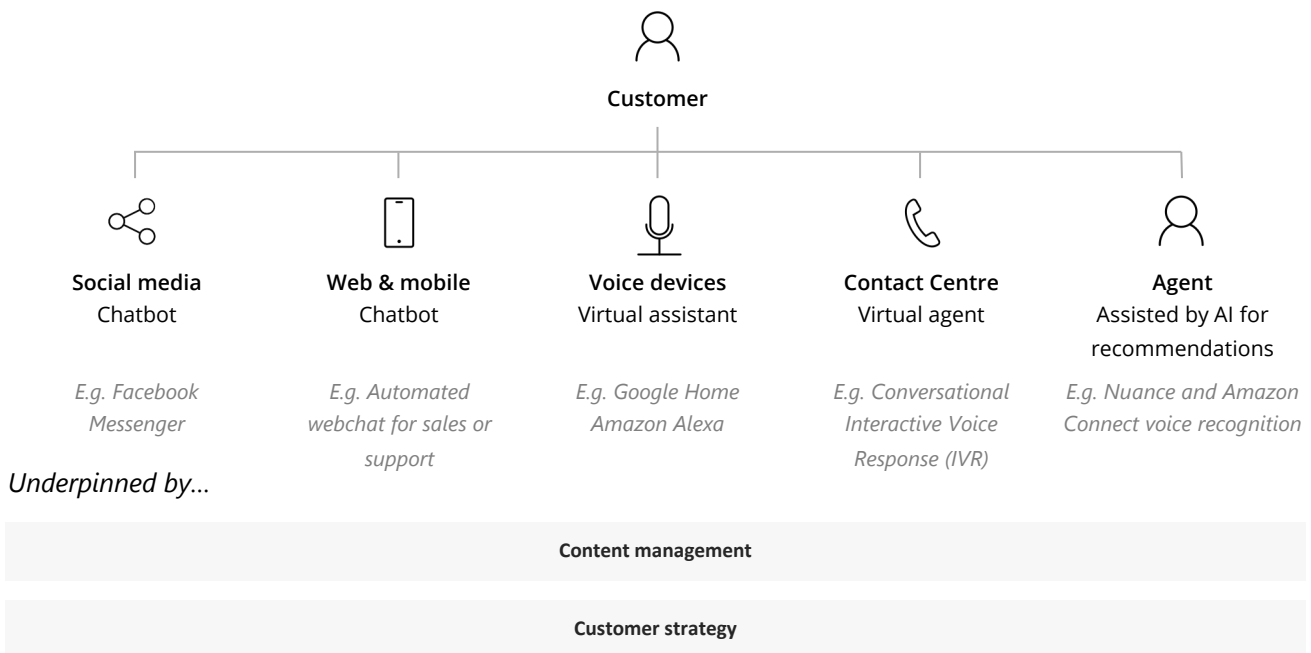 Customer
Social media
Chatbot
E.g. Facebook
Messenger
Web & mobile
Chatbot
E.g. Automated
webchat for sales or
support
Voice devices
Virtual assistant
E.g. Google Home
Amazon Alexa
Contact Centre
Virtual agent
E.g. Conversational
Interactive Voice
Response (IVR)
Agent
Assisted by AI for
recommendations
E.g. Nuance and Amazon
Connect voice recognition
Underpinned by...
Content management
Customer strategy